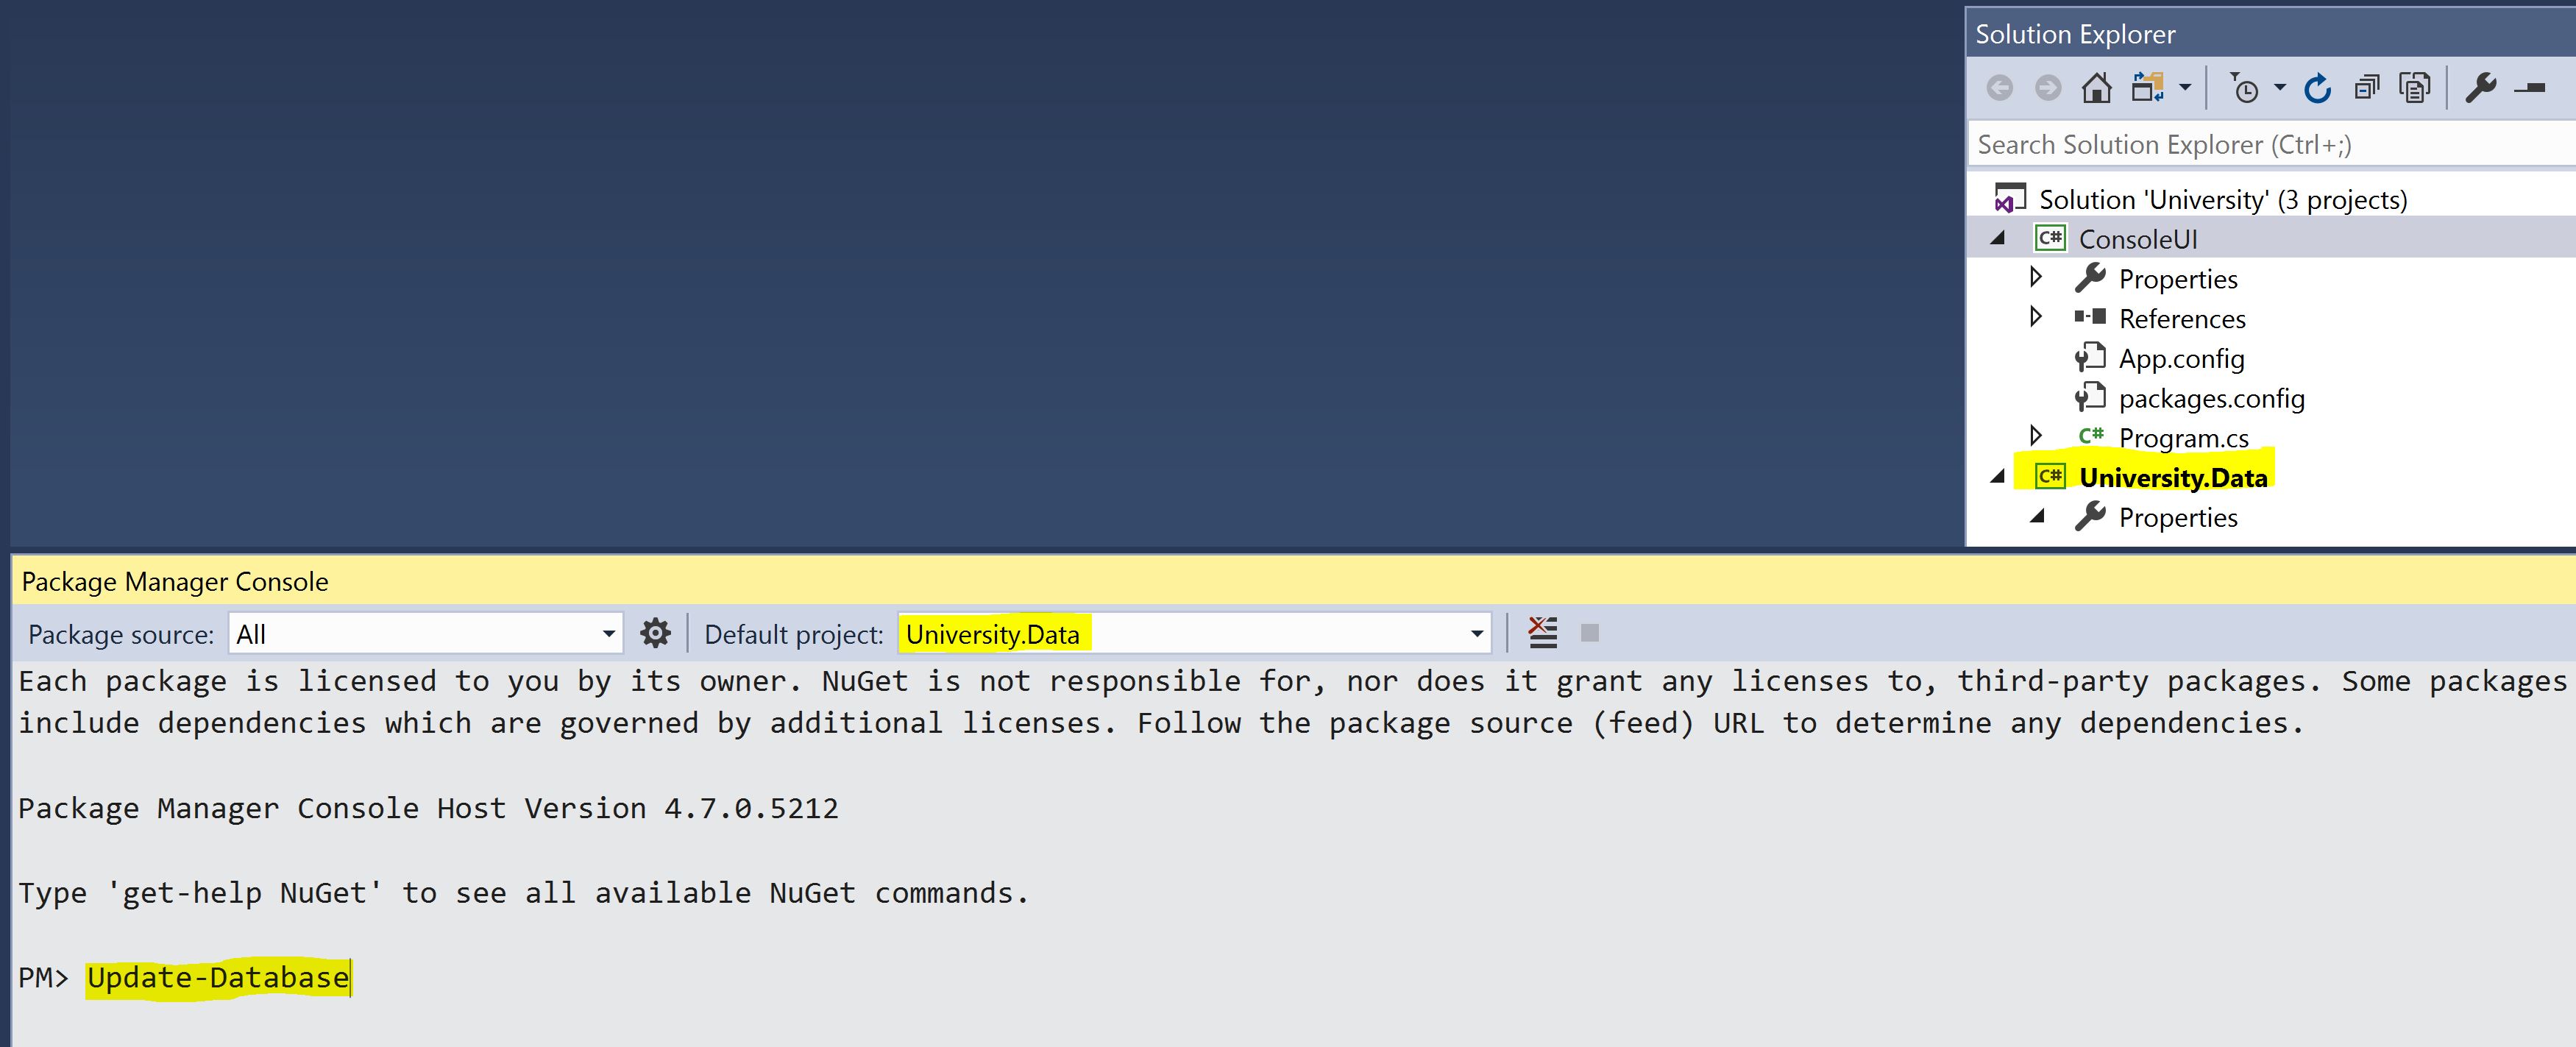 Solution Explorer
Search Solution Explorer (Ctrl+;)
Solution 'University' (3 projects)
C# ConsoleUI
Properties
References
App.config
packages.config
C# Program.cs
C# University.Data
Properties
Package Manager Console
Package source: All Default project: University.Data
Each package is licensed to you by its owner. NuGet is not responsible for, nor does it grant any licenses to, third-party packages. Some packages
include dependencies which are governed by additional licenses. Follow the package source (feed) URL to determine any dependencies.
Package Manager Console Host Version 4.7.0.5212
Type 'get-help NuGet' to see all available NuGet commands.
PM> Update-Database